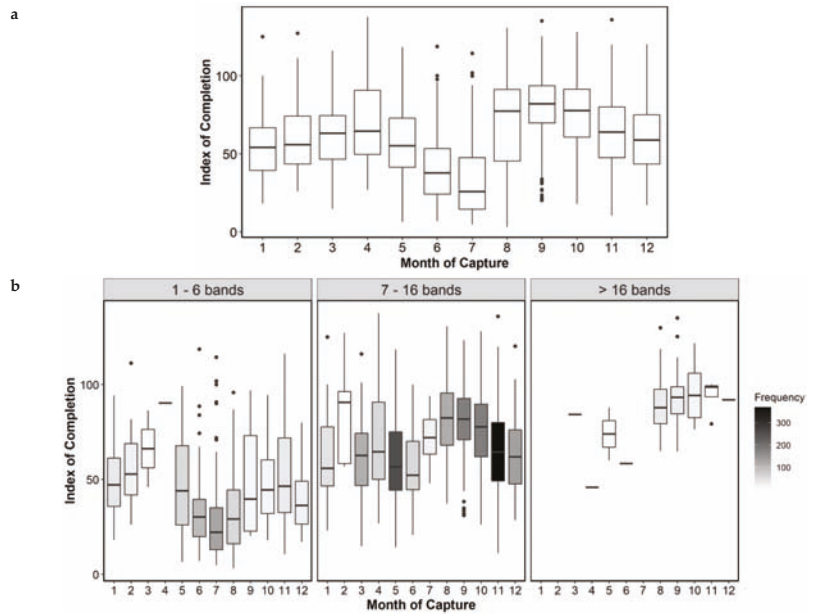 a
Index of Completion
100
50
0
1 2 3 4 5 6 7 8 9 10 11 12
Month of Capture
b
1 - 6 bands 7 - 16 bands > 16 bands
Index of Completion
100
50
0
Frequency
300
200
100
1 2 3 4 5 6 7 8 9 10 11 12 1 2 3 4 5 6 7 8 9 10 11 12 1 2 3 4 5 6 7 8 9 10 11 12
Month of Capture